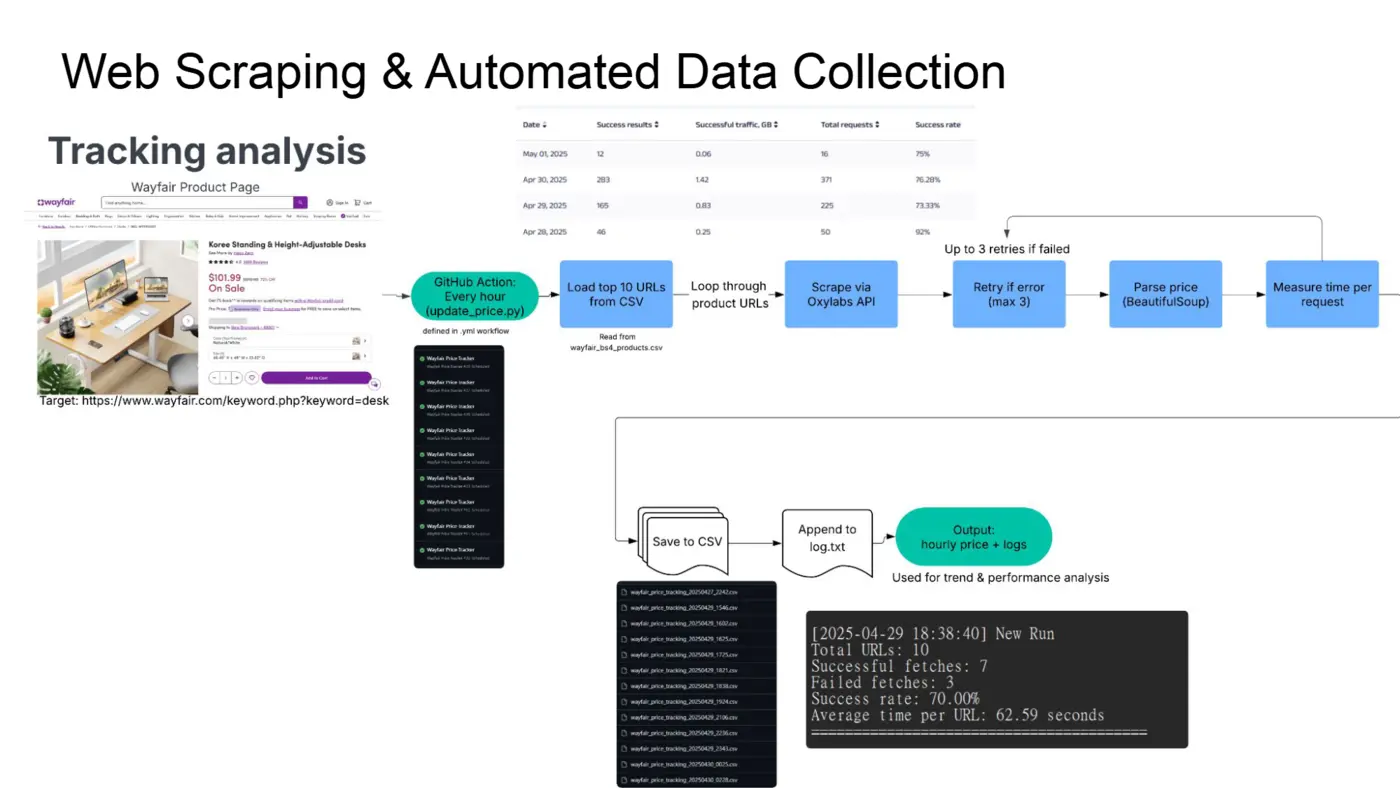 Web Scraping & Automated Data Collection
Tracking analysis
Wayfair Product Page
wayfair
Find anything home...
Sign In
Cart
Koree Standing & Height-Adjustable Desks
See More by
4.6
$101.99
On Sale
Add to Cart
Target: https://www.wayfair.com/keyword.php?keyword=desk
Date Success results Successful traffic, GB Total requests Success rate
May 01, 2025 12 0.06 16 75%
Apr 30, 2025 283 1.42 371 76.28%
Apr 29, 2025 165 0.83 225 73.33%
Apr 28, 2025 46 0.25 50 92%
GitHub Action:
Every hour
(update_price.py)
defined in .yml workflow
Wayfair Price Tracker
Wayfair Price Tracker
Wayfair Price Tracker
Wayfair Price Tracker
Wayfair Price Tracker
Wayfair Price Tracker
Wayfair Price Tracker
Wayfair Price Tracker
Wayfair Price Tracker
Load top 10 URLs
from CSV
Read from
wayfair_bs4_products.csv
Loop through
product URLs
Scrape via
Oxylabs API
Up to 3 retries if failed
Retry if error
(max 3)
Parse price
(BeautifulSoup)
Measure time per
request
Save to CSV
Append to
log.txt
Output:
hourly price + logs
Used for trend & performance analysis
wayfair_price_tracking_20250427_2242.csv
wayfair_price_tracking_20250429_1546.csv
wayfair_price_tracking_20250429_1602.csv
wayfair_price_tracking_20250429_1625.csv
wayfair_price_tracking_20250429_1725.csv
wayfair_price_tracking_20250429_1821.csv
wayfair_price_tracking_20250429_1838.csv
wayfair_price_tracking_20250429_1924.csv
wayfair_price_tracking_20250429_2106.csv
wayfair_price_tracking_20250429_2236.csv
wayfair_price_tracking_20250429_2343.csv
wayfair_price_tracking_20250430_0025.csv
wayfair_price_tracking_20250430_0228.csv
[2025-04-29 18:38:40] New Run
Total URLs: 10
Successful fetches: 7
Failed fetches: 3
Success rate: 70.00%
Average time per URL: 62.59 seconds
========================================